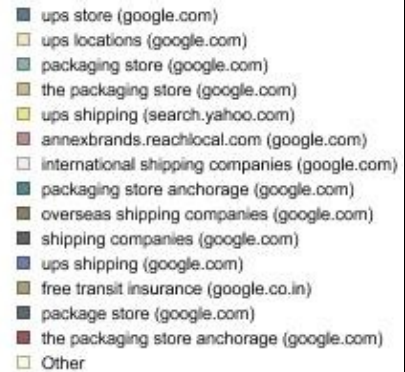 ups store (google.com)
ups locations (google.com)
packaging store (google.com)
the packaging store (google.com)
ups shipping (search.yahoo.com)
annexbrands.reachlocal.com (google.com)
international shipping companies (google.com)
packaging store anchorage (google.com)
overseas shipping companies (google.com)
shipping companies (google.com)
ups shipping (google.com)
free transit insurance (google.co.in)
package store (google.com)
the packaging store anchorage (google.com)
Other